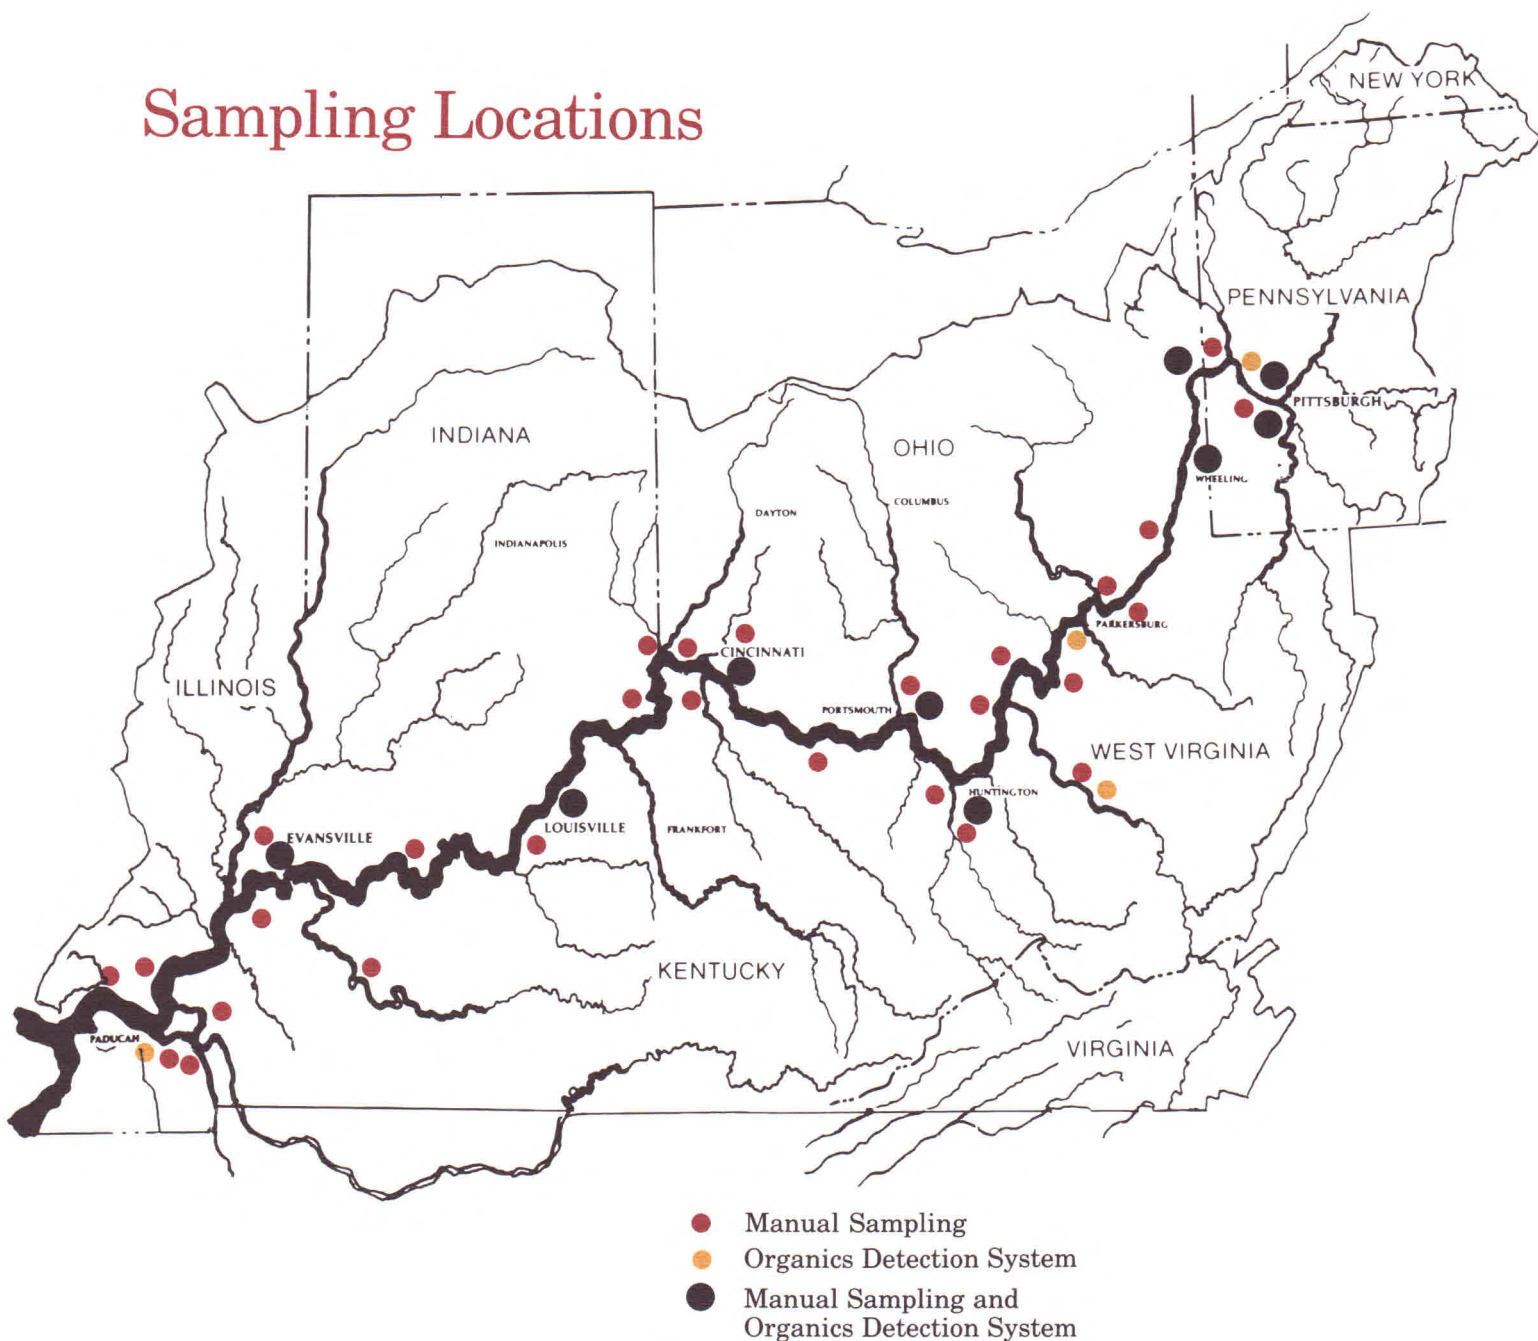 Sampling Locations
NEW YORK
PENNSYLVANIA
PITTSBURGH
INDIANA
OHIO
WHEELING
COLUMBUS
DAYTON
INDIANAPOLIS
PARKERSBURG
CINCINNATI
ILLINOIS
PORTSMOUTH
WEST VIRGINIA
HUNTINGTON
LOUISVILLE
FRANKFORT
EVANSVILLE
KENTUCKY
PADUCAH
VIRGINIA
Manual Sampling
Organics Detection System
Manual Sampling and
Organics Detection System